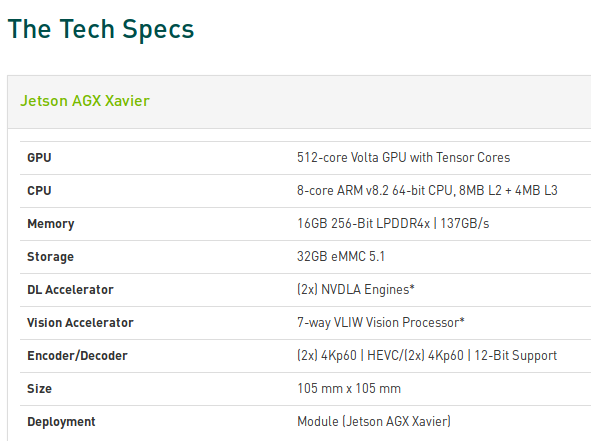 The Tech Specs
Jetson AGX Xavier
GPU 512-core Volta GPU with Tensor Cores
CPU 8-core ARM v8.2 64-bit CPU, 8MB L2 + 4MB L3
Memory 16GB 256-Bit LPDDR4x | 137GB/s
Storage 32GB eMMC 5.1
DL Accelerator (2x) NVDLA Engines*
Vision Accelerator 7-way VLIW Vision Processor*
Encoder/Decoder (2x) 4Kp60 | HEVC/(2x) 4Kp60 | 12-Bit Support
Size 105 mm x 105 mm
Deployment Module (Jetson AGX Xavier)